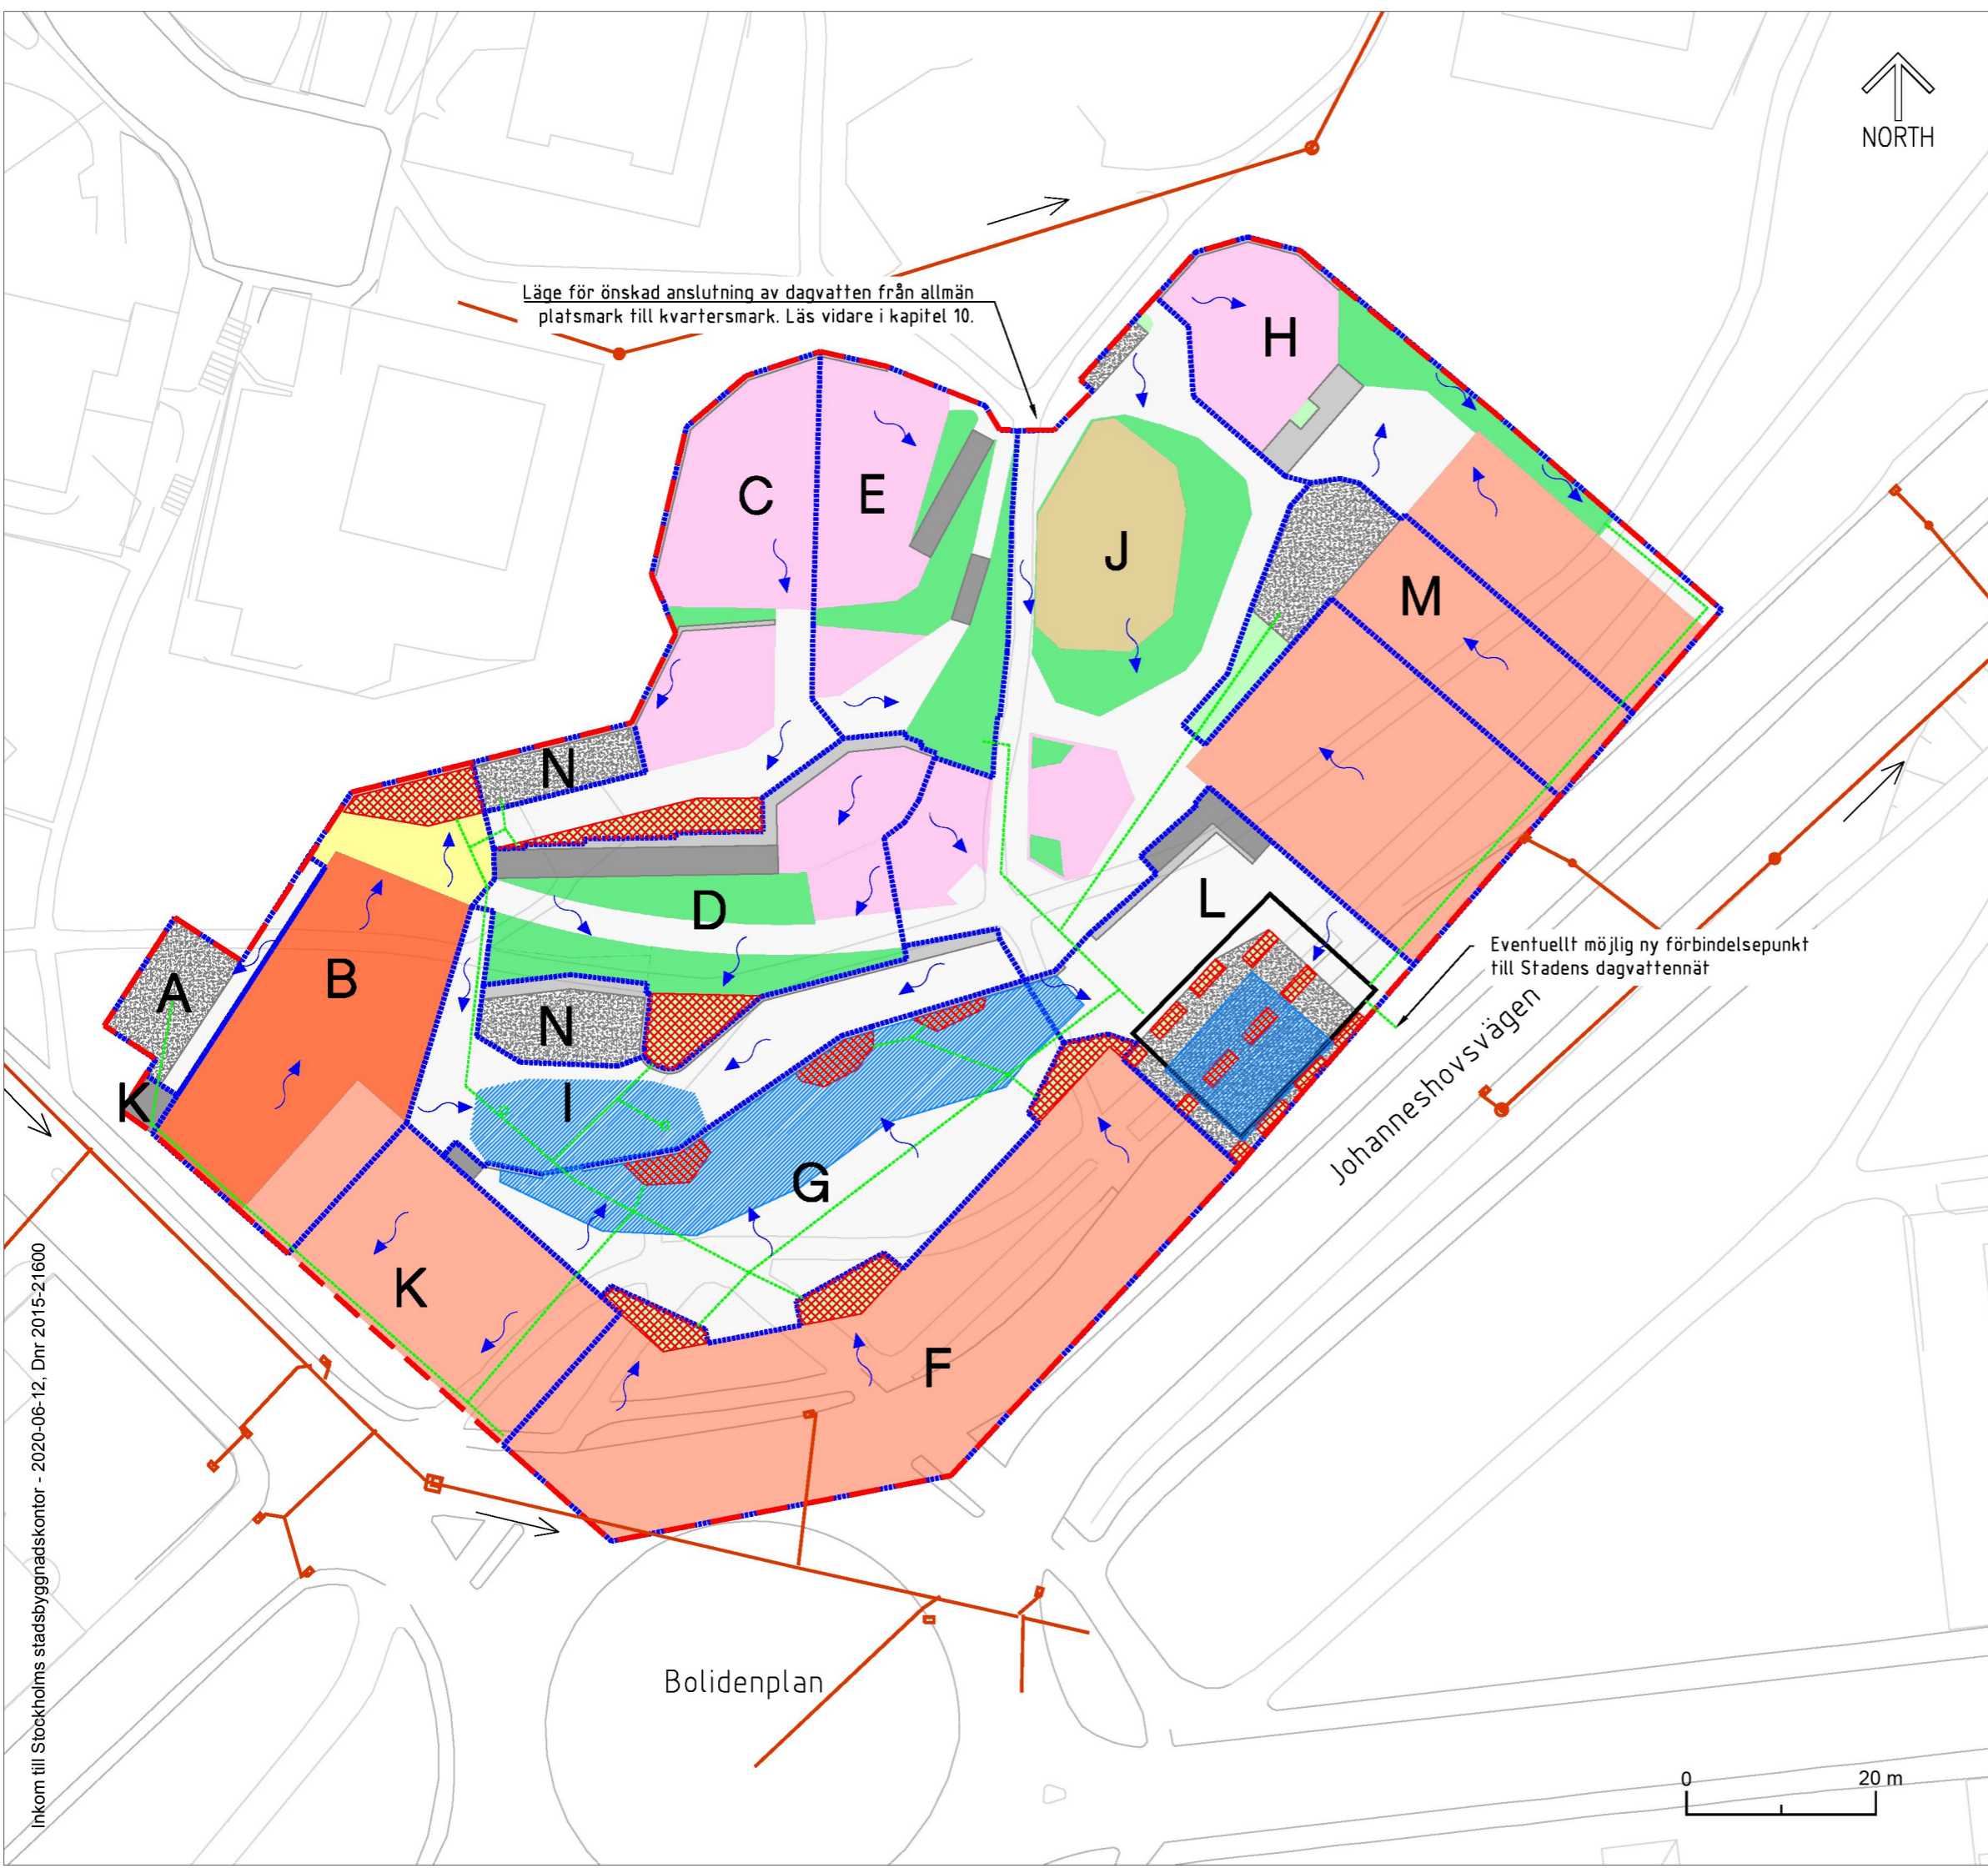 NORTH
Läge för önskad anslutning av dagvatten från allmän
platsmark till kvartersmark. Läs vidare i kapitel 10.
H
C
E
J
M
N
D
L
B
A
Eventuellt möjlig ny förbindelsepunkt
till Stadens dagvattennät
N
K
I
Johanneshovsvägen
G
K
F
Inkom till Stockholms stadsbyggnadskontor - 2020-06-12, Dnr 2015-21600
Bolidenplan
0 20 m